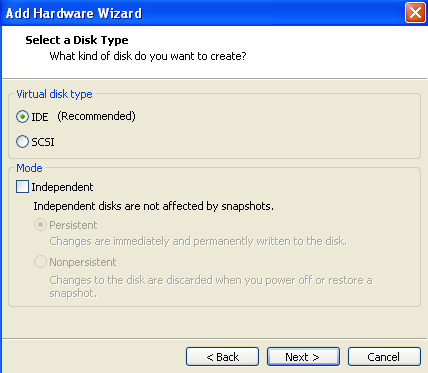 Add Hardware Wizard
Select a Disk Type
What kind of disk do you want to create?
Virtual disk type
IDE (Recommended)
SCSI
Mode
Independent
Independent disks are not affected by snapshots.
Persistent
Changes are immediately and permanently written to the disk.
Nonpersistent
Changes to the disk are discarded when you power off or restore a
snapshot.
< Back Next > Cancel